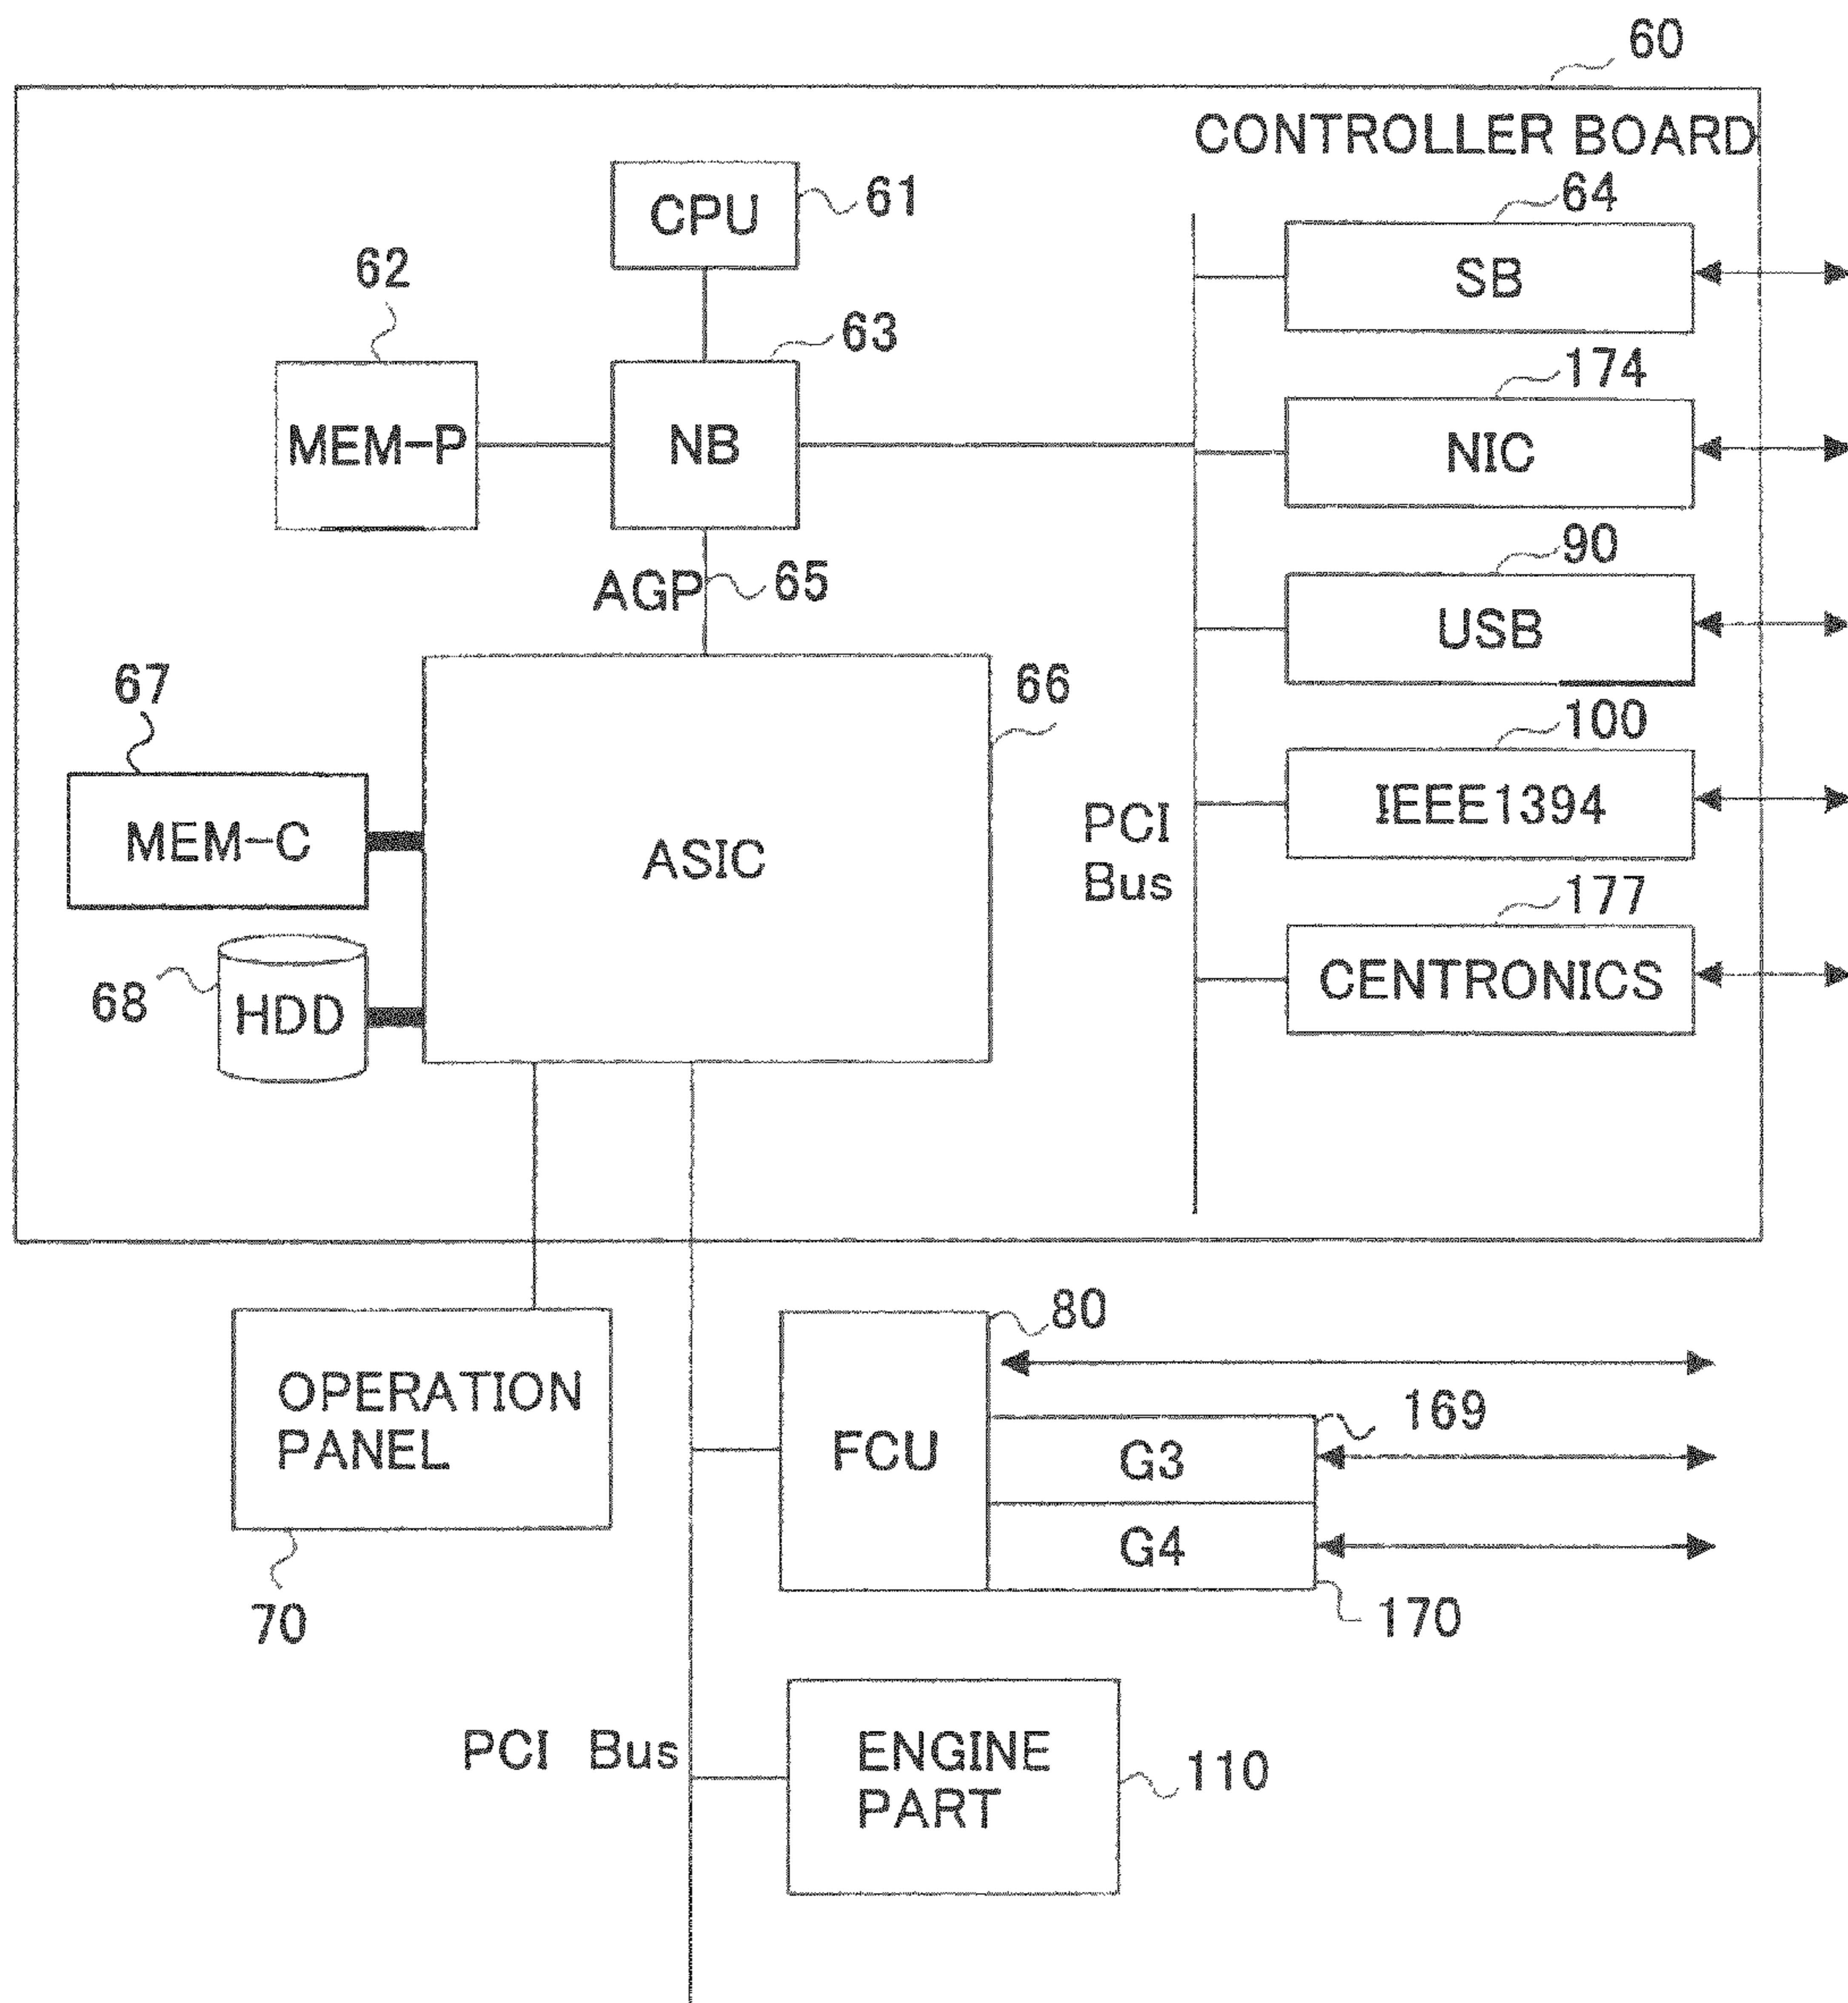 60
CONTROLLER BOARD
CPU
61
64
SB
62
63
MEM-P
NB
174
NIC
AGP
65
90
USB
67
66
MEM-C
ASIC
100
IEEE1394
PCI
Bus
68
HDD
177
CENTRONICS
OPERATION
PANEL
70
80
FCU
169
G3
G4
170
PCI Bus
ENGINE
PART
110